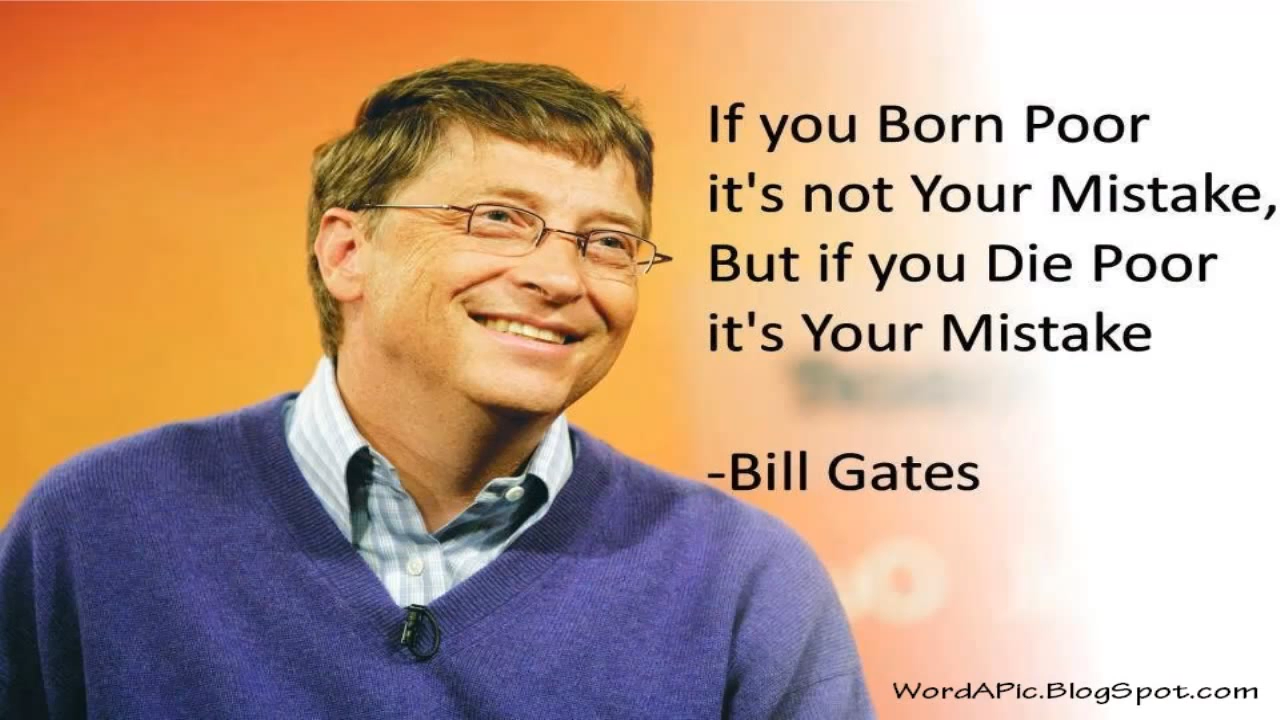 If you Born Poor
it's not Your Mistake,
But if you Die Poor
it's Your Mistake
-Bill Gates
WordAPic.BlogSpot.com